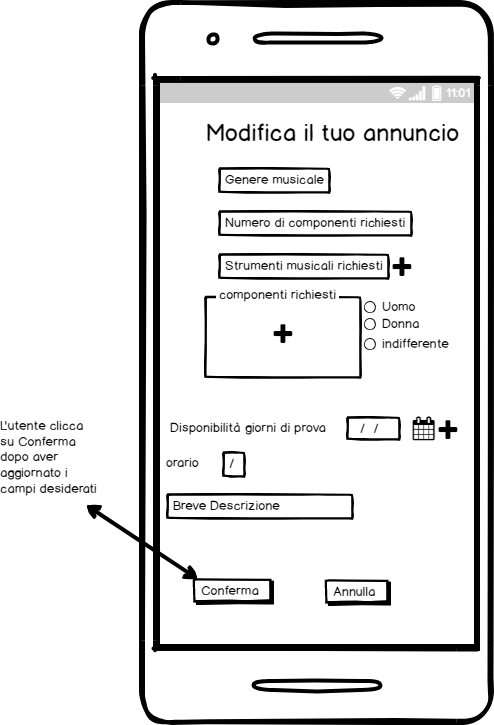 11:01
Modifica il tuo annuncio
Genere musicale
Numero di componenti richiesti
Strumenti musicali richiesti
componenti richiesti
Uomo
Donna
indifferente
Disponibilità giorni di prova
/ /
orario
/
Breve Descrizione
L'utente clicca
su Conferma
dopo aver
aggiornato i
campi desiderati
Conferma
Annulla